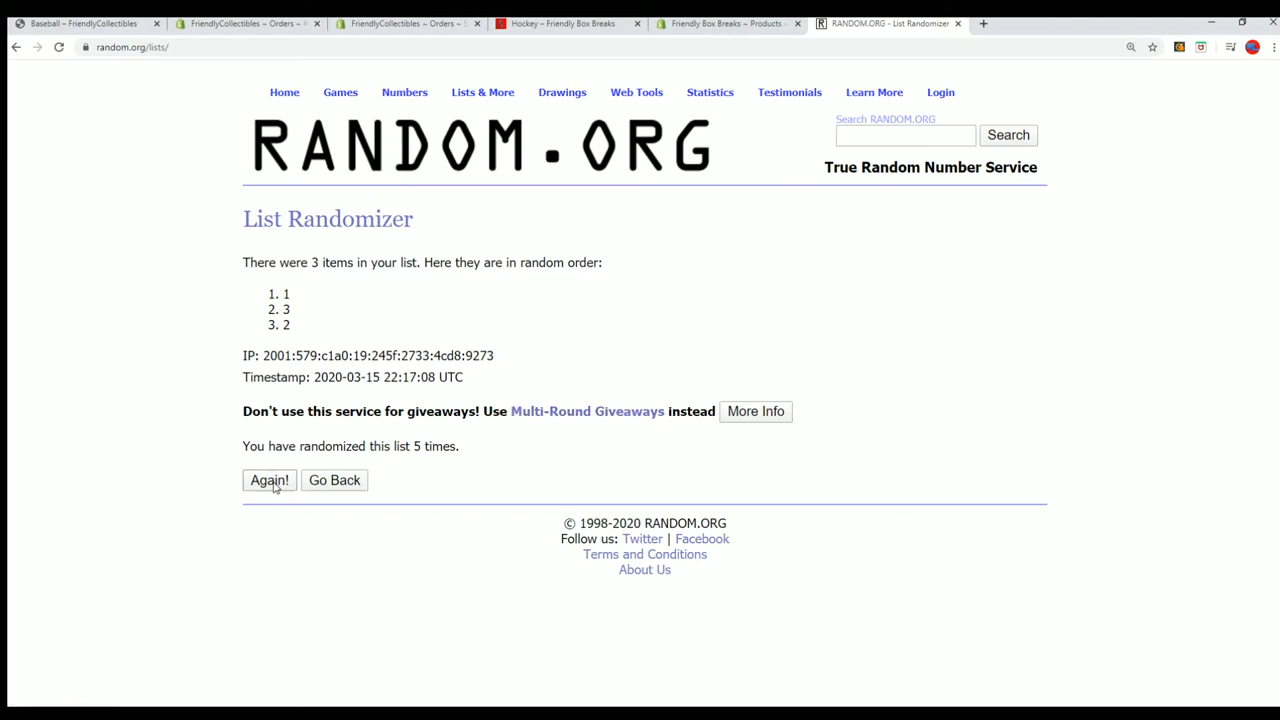 Baseball – FriendlyCollectibles
FriendlyCollectibles ~ Orders ~
FriendlyCollectibles ~ Orders ~
Hockey – Friendly Box Breaks
Friendly Box Breaks ~ Products ~
RANDOM.ORG - List Randomizer
random.org/lists/
Home Games Numbers Lists & More Drawings Web Tools Statistics Testimonials Learn More Login
RANDOM.ORG
Search RANDOM.ORG
Search
True Random Number Service
List Randomizer
There were 3 items in your list. Here they are in random order:
1. 1
2. 3
3. 2
IP: 2001:579:c1a0:19:245f:2733:4cd8:9273
Timestamp: 2020-03-15 22:17:08 UTC
Don't use this service for giveaways! Use Multi-Round Giveaways instead More Info
You have randomized this list 5 times.
Again! Go Back
© 1998-2020 RANDOM.ORG
Follow us: Twitter | Facebook
Terms and Conditions
About Us